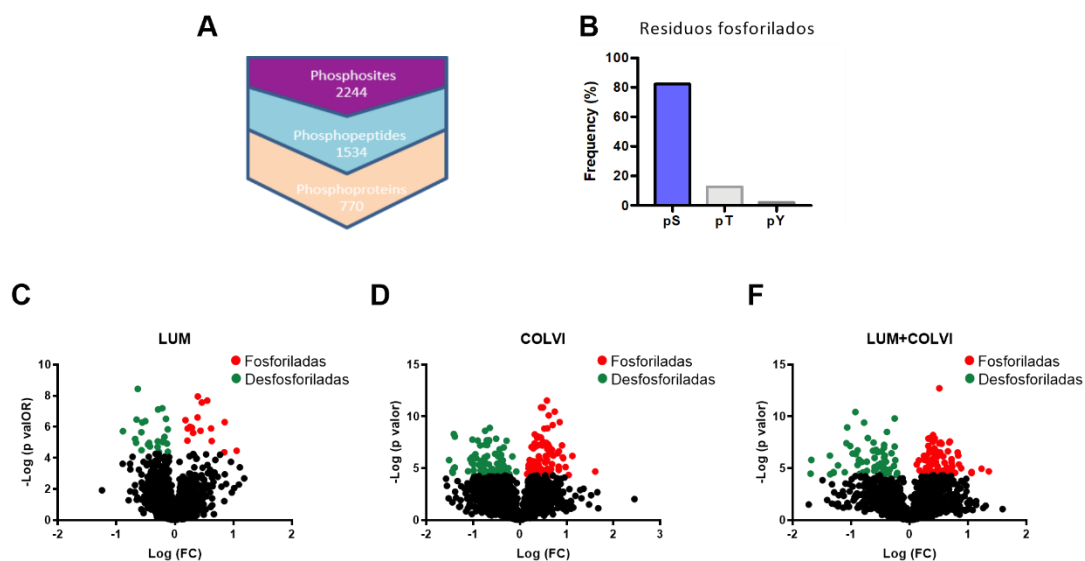 A
Phosphosites
2244
Phosphopeptides
1534
Phosphoproteins
770
B
Residuos fosforilados
Frequency (%)
100
80
60
40
20
0
pS
pT
pY
C
LUM
Fosforiladas
Desfosforiladas
-Log (p valOR)
10
8
6
4
2
0
-2
-1
0
1
2
Log (FC)
D
COLVI
Fosforiladas
Desfosforiladas
-Log (p valor)
15
10
5
0
-2
-1
0
1
2
3
Log (FC)
F
LUM+COLVI
Fosforiladas
Desfosforiladas
-Log (p valor)
15
10
5
0
-2
-1
0
1
2
Log (FC)